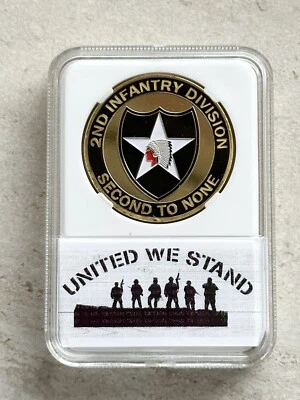 2ND INFANTRY DIVISION
SECOND TO NONE
UNITED WE STAND